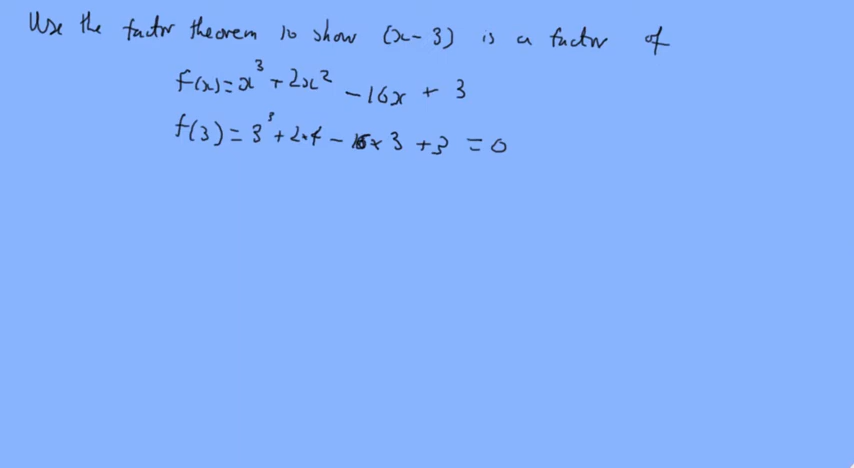 Use the factor theorem to show (x-3) is a factor of
f(x)=x³+2x²-16x+3
f(3)=3³+2×9-16×3+3=0